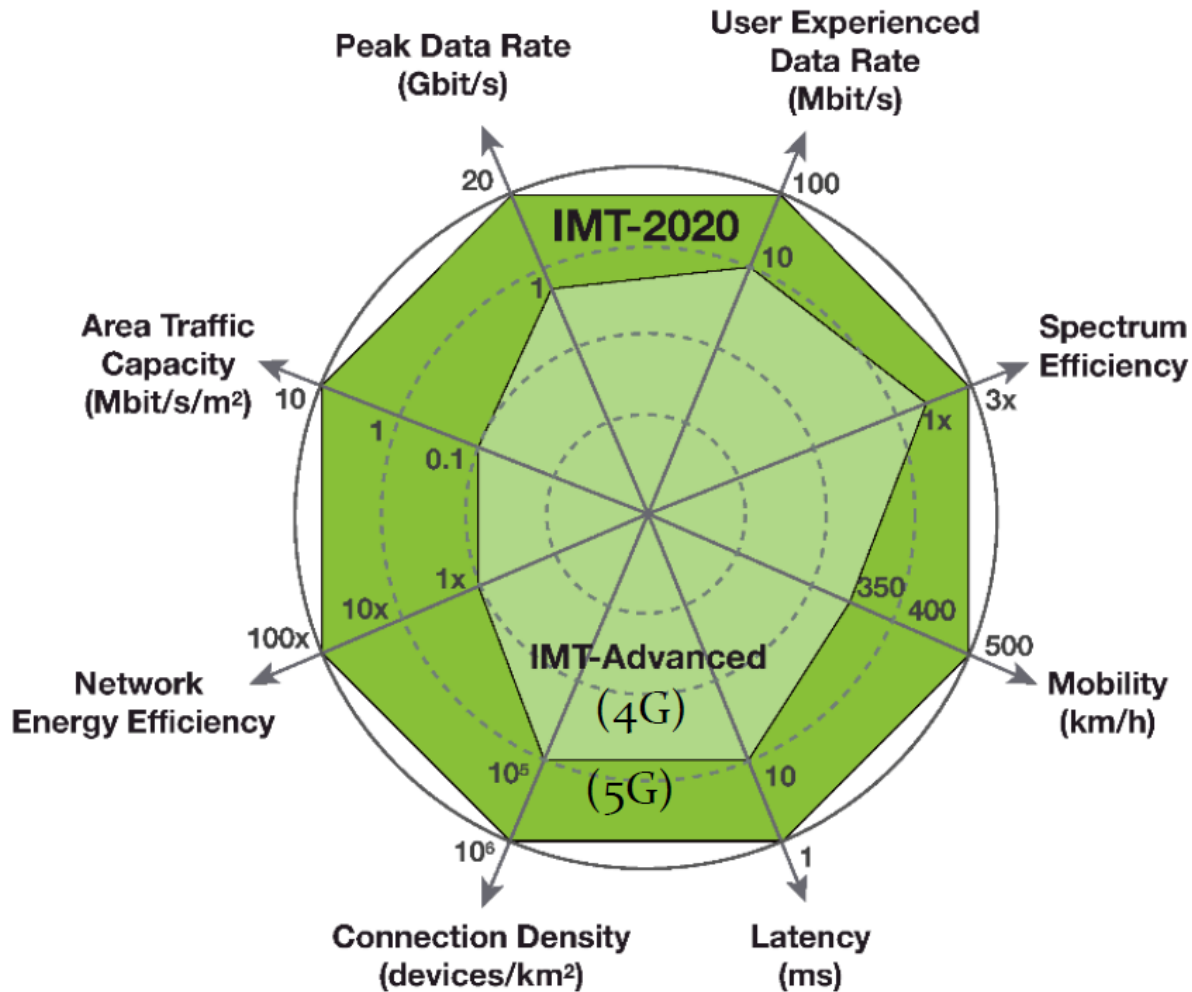 Peak Data Rate
(Gbit/s)
User Experienced
Data Rate
(Mbit/s)
20
100
IMT-2020
10
1
Area Traffic
Capacity
(Mbit/s/m²)
Spectrum
Efficiency
10
3x
1
1x
0.1
1x
350
10x
400
100x
500
IMT-Advanced
Network
Energy Efficiency
Mobility
(km/h)
(4G)
10⁵
10
(5G)
10⁶
1
Connection Density
(devices/km²)
Latency
(ms)